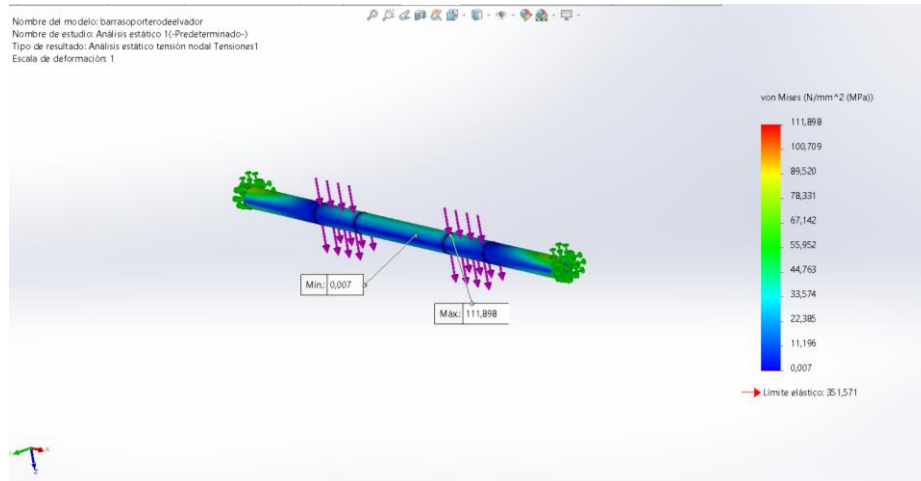 Nombre del modelo: barrasoporterodeelvador
Nombre de estudio: Análisis estático 1(-Predeterminado-)
Tipo de resultado: Análisis estático tensión nodal Tensiones1
Escala de deformación: 1
von Mises (N/mm^2 (MPa))
111,898
100,709
89,520
78,331
67,142
55,952
44,763
33,574
22,385
11,196
0,007
Límite elástico: 351,571
Mín.: 0,007
Máx.: 111,898